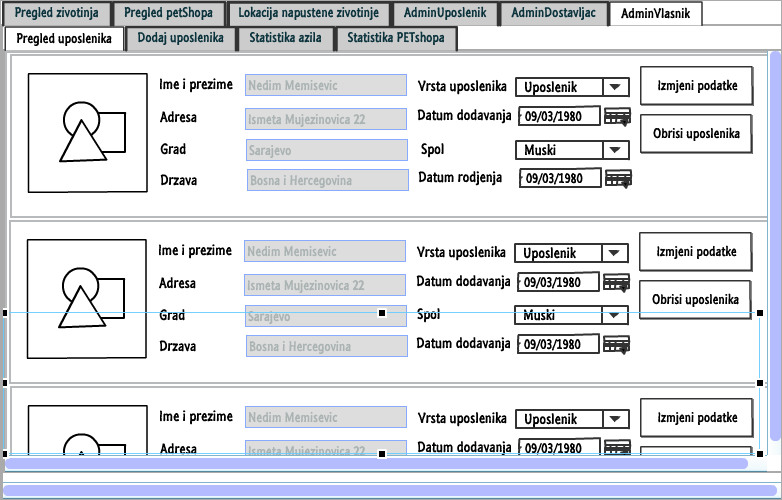 Pregled zivotinja Pregled petShopa Lokacija napustene zivotinje AdminUposlenik AdminDostavljac AdminVlasnik
Pregled uposlenika Dodaj uposlenika Statistika azila Statistika PETshopa
Ime i prezime Nedim Memisevic Vrsta uposlenika Uposlenik Izmjeni podatke
Adresa Ismeta Mujezinovica 22 Datum dodavanja 09/03/1980 Obrisi uposlenika
Grad Sarajevo Spol Muski
Drzava Bosna i Hercegovina Datum rodjenja 09/03/1980
Ime i prezime Nedim Memisevic Vrsta uposlenika Uposlenik Izmjeni podatke
Adresa Ismeta Mujezinovica 22 Datum dodavanja 09/03/1980 Obrisi uposlenika
Grad Sarajevo Spol Muski
Drzava Bosna i Hercegovina Datum dodavanja 09/03/1980
Ime i prezime Nedim Memisevic Vrsta uposlenika Uposlenik Izmjeni podatke
Adresa Ismeta Mujezinovica 22 Datum dodavanja 09/03/1980